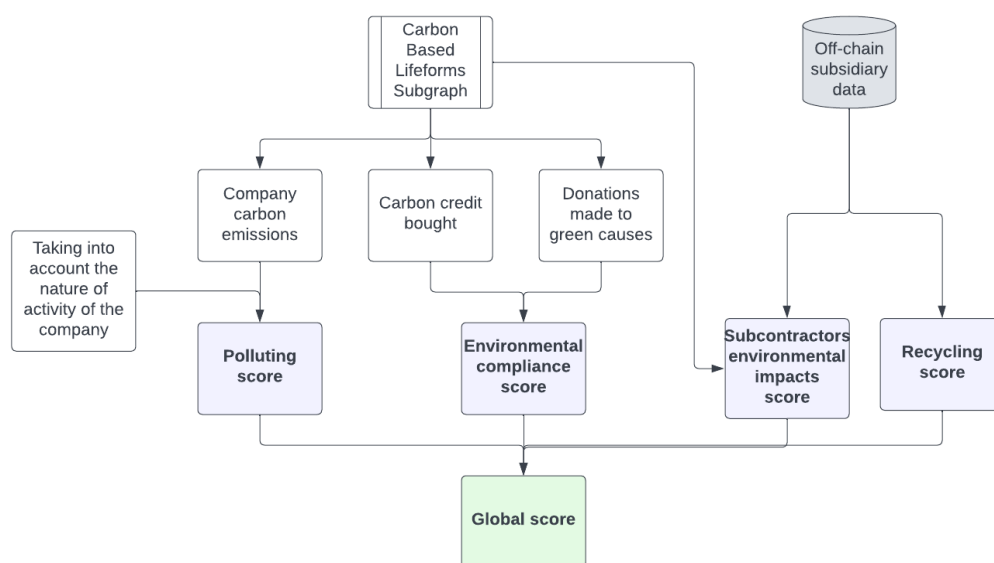 Carbon
Based
Lifeforms
Subgraph
Off-chain
subsidiary
data
Company
carbon
emissions
Carbon credit
bought
Donations
made to
green causes
Taking into
account the
nature of
activity of the
company
Polluting
score
Environmental
compliance
score
Subcontractors
environmental
impacts
score
Recycling
score
Global score